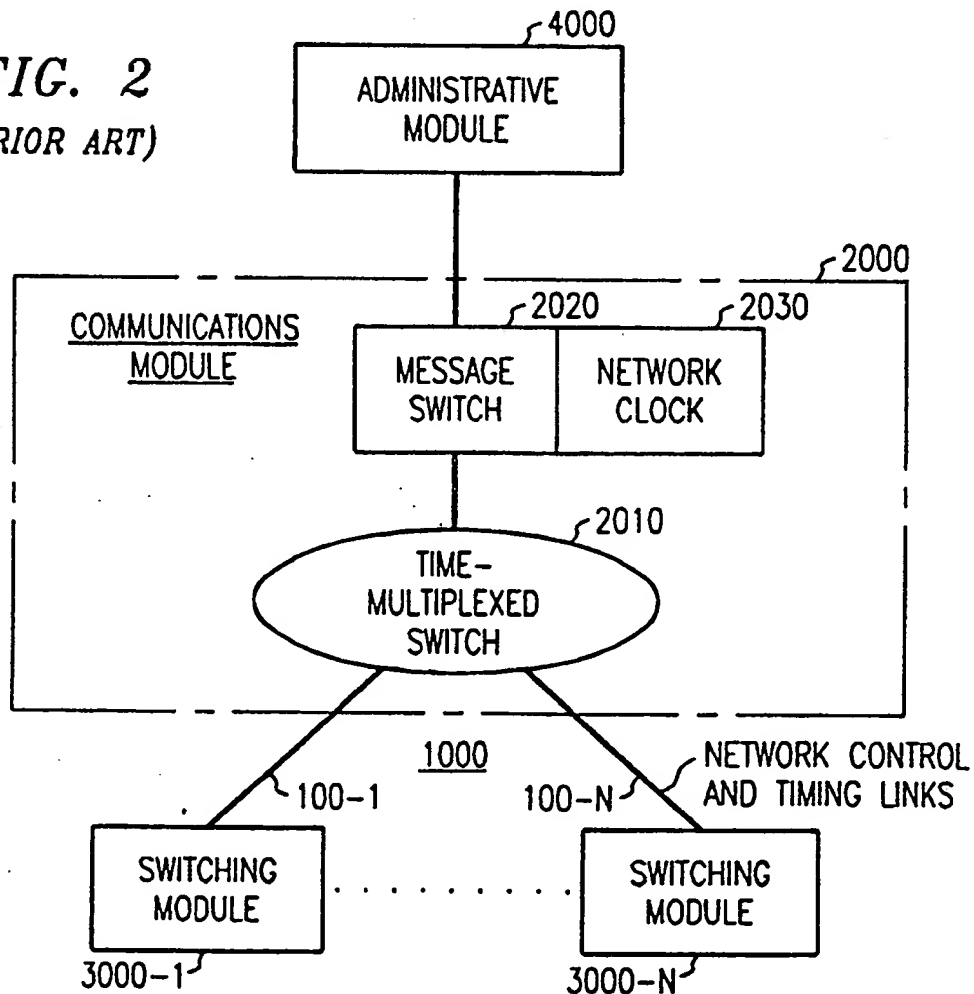 FIG. 2
RIOR ART)
4000
ADMINISTRATIVE
MODULE
2000
COMMUNICATIONS
MODULE
2020
2030
MESSAGE
SWITCH
NETWORK
CLOCK
2010
TIME-
MULTIPLEXED
SWITCH
1000
100-1
100-N
NETWORK CONTROL
AND TIMING LINKS
SWITCHING
MODULE
SWITCHING
MODULE
3000-1
3000-N